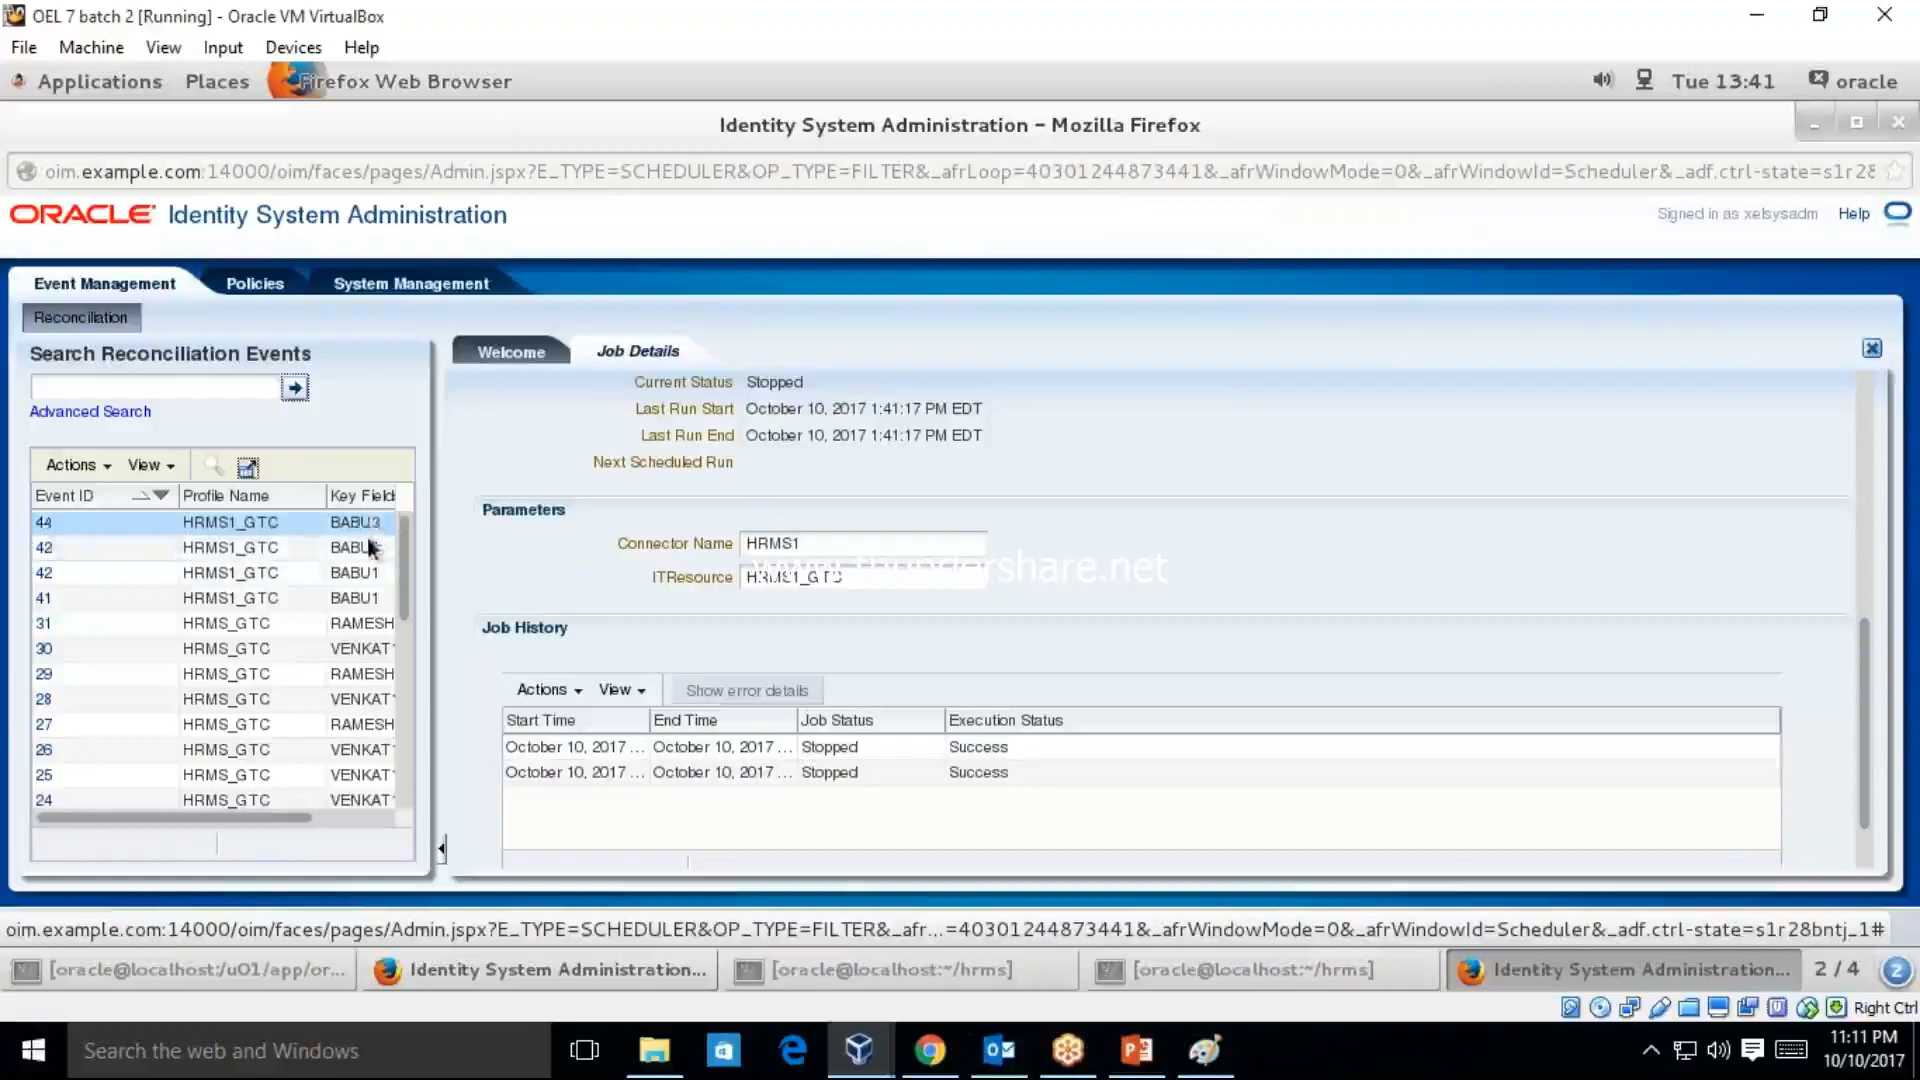 OEL 7 batch 2 [Running] - Oracle VM VirtualBox
File Machine View Input Devices Help
Applications Places Firefox Web Browser Tue 13:41 oracle
Identity System Administration - Mozilla Firefox
oim.example.com:14000/oim/faces/pages/Admin.jspx?E_TYPE=SCHEDULER&OP_TYPE=FILTER&_afrLoop=40301244873441&_afrWindowMode=0&_afrWindowId=Scheduler&_adf.ctrl-state=s1r28
ORACLE Identity System Administration Signed in as xelsysadm Help
Event Management Policies System Management
Reconciliation
Search Reconciliation Events
Advanced Search
Actions View
Event ID Profile Name Key Field
44 HRMS1_GTC BABU3
42 HRMS1_GTC
42 HRMS1_GTC BABU1
41 HRMS1_GTC BABU1
31 HRMS_GTC RAMESH
30 HRMS_GTC VENKAT1
29 HRMS_GTC RAMESH
28 HRMS_GTC VENKAT1
27 HRMS_GTC RAMESH
26 HRMS_GTC VENKAT1
25 HRMS_GTC VENKAT1
24 HRMS_GTC VENKAT1
Welcome Job Details
Current Status Stopped
Last Run Start October 10, 2017 1:41:17 PM EDT
Last Run End October 10, 2017 1:41:17 PM EDT
Next Scheduled Run
Parameters
Connector Name HRMS1
ITResource HRMS1_GTC
Job History
Actions View Show error details
Start Time End Time Job Status Execution Status
October 10, 2017 ... October 10, 2017 ... Stopped Success
October 10, 2017 ... October 10, 2017 ... Stopped Success
oim.example.com:14000/oim/faces/pages/Admin.jspx?E_TYPE=SCHEDULER&OP_TYPE=FILTER&_afr...=40301244873441&_afrWindowMode=0&_afrWindowId=Scheduler&_adf.ctrl-state=s1r28bntj_1#
[oracle@localhost:/u01/app/or... Identity System Administration... [oracle@localhost:~/hrms] [oracle@localhost:~/hrms] Identity System Administration... 2 / 4 2
Right Ctrl
Search the web and Windows
11:11 PM
10/10/2017